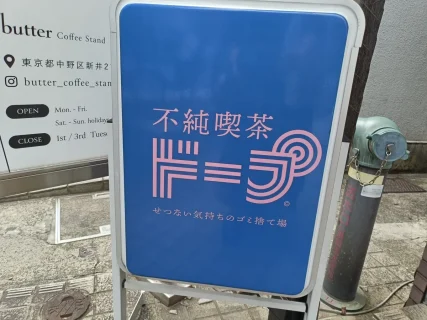 butter Coffee Stand
東京都中野区新井2
butter_coffee_stan
OPEN Mon. - Fri.
Sat. - Sun. holiday
CLOSE 1st / 3rd Tues
不純喫茶
ドープ
せつない気持ちのゴミ捨て場